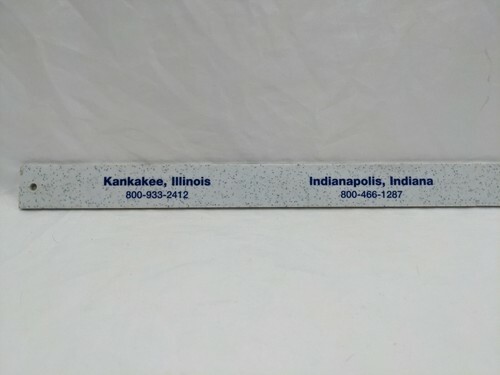 Kankakee, Illinois
800-933-2412
Indianapolis, Indiana
800-466-1287